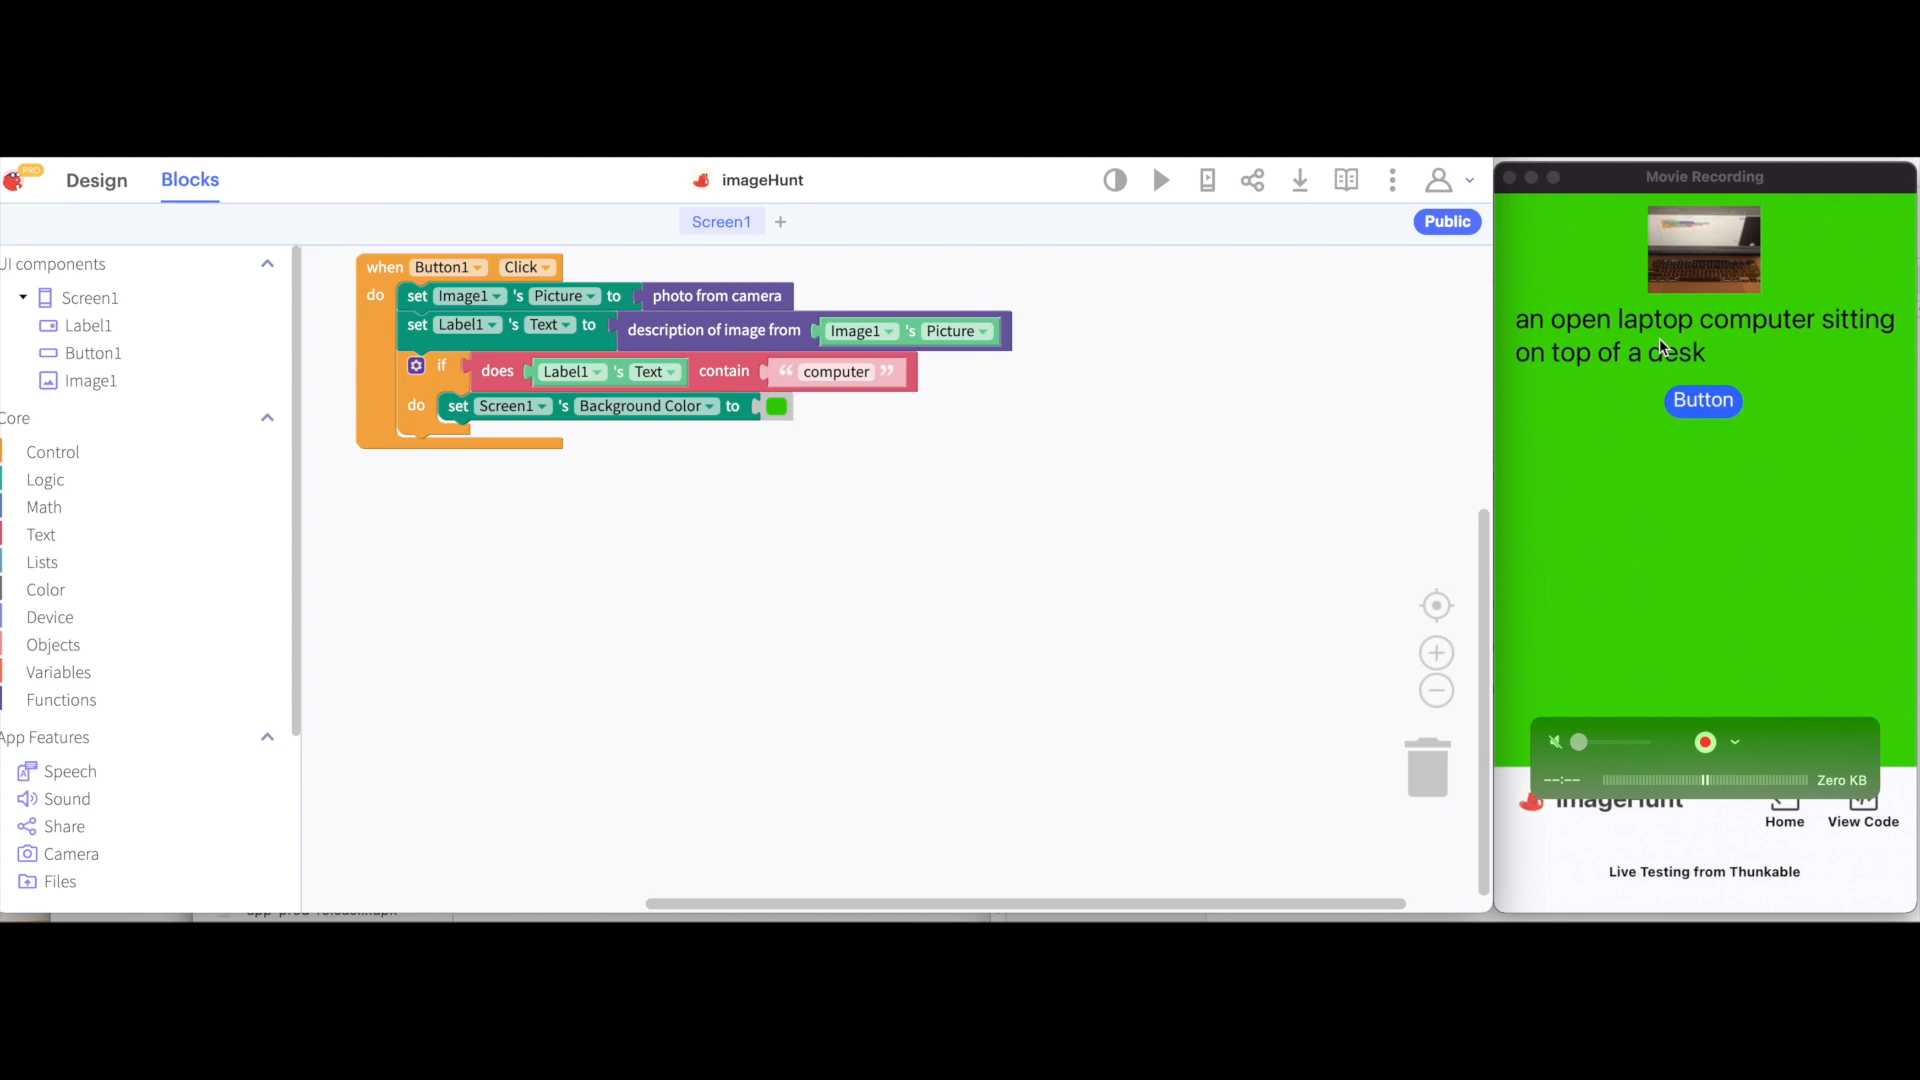 PRO
Design
Blocks
imageHunt
Movie Recording
Screen1 +
Public
UI components
Screen1
Label1
Button1
Image1
Core
Control
Logic
Math
Text
Lists
Color
Device
Objects
Variables
Functions
App Features
Speech
Sound
Share
Camera
Files
when Button1 Click
do set Image1 's Picture to photo from camera
set Label1 's Text to description of image from Image1 's Picture
if does Label1 's Text contain “ computer ”
do set Screen1 's Background Color to
an open laptop computer sitting
on top of a desk
Button
--:-- Zero KB
imageHunt
Home
View Code
Live Testing from Thunkable